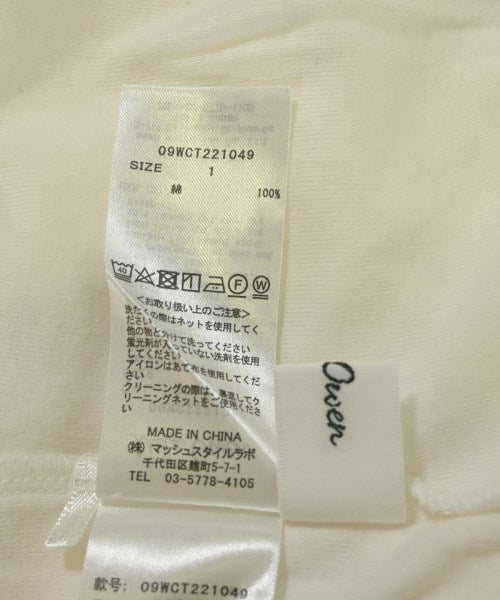 09WCT221049
SIZE 1
綿 100%
40 F W
<お取り扱い上のご注意>
洗たくの際はネットを使用してく
ださい
他の物と分けて洗ってください
蛍光剤が入っていない洗剤を使用
してください
アイロンはあて布を使用してくだ
さい
クリーニングの際は、裏返してク
リーニングネットをご使用くださ
い
MADE IN CHINA
(株)マッシュスタイルラボ
千代田区麹町5-7-1
TEL 03-5778-4105
Owen
款号: 09WCT221049